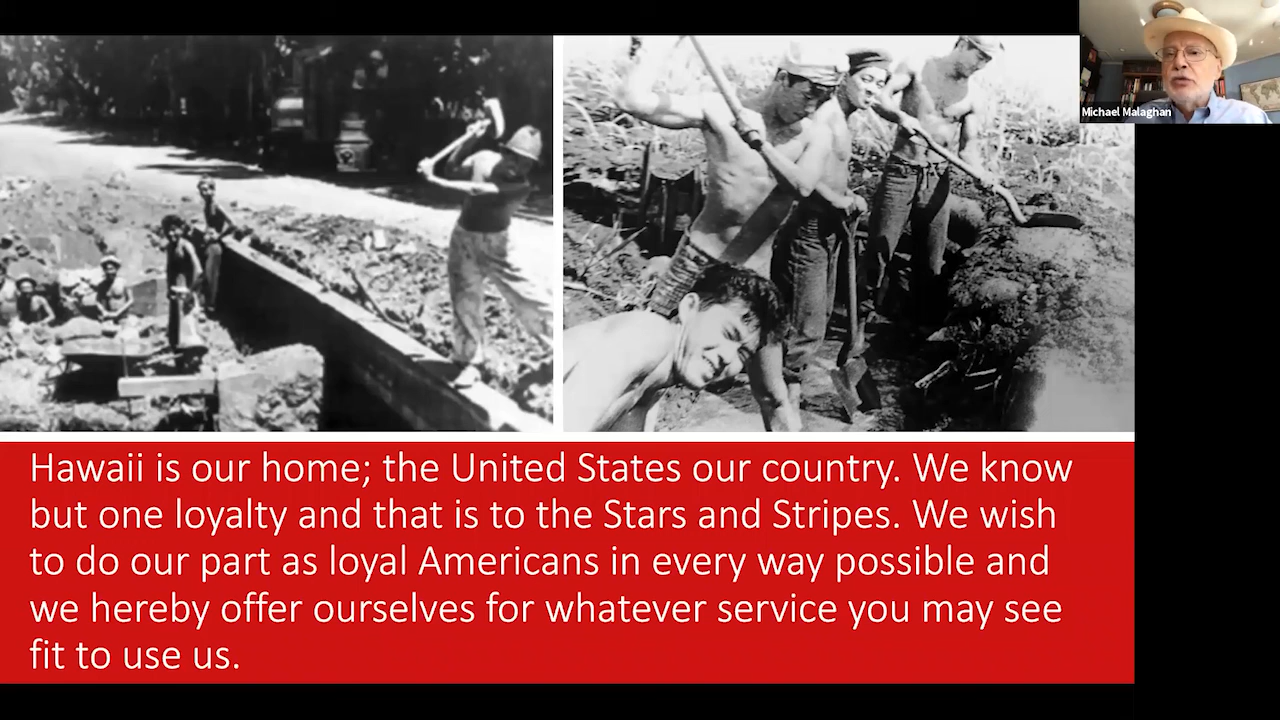 Michael Malaghan
Hawaii is our home; the United States our country. We know
but one loyalty and that is to the Stars and Stripes. We wish
to do our part as loyal Americans in every way possible and
we hereby offer ourselves for whatever service you may see
fit to use us.